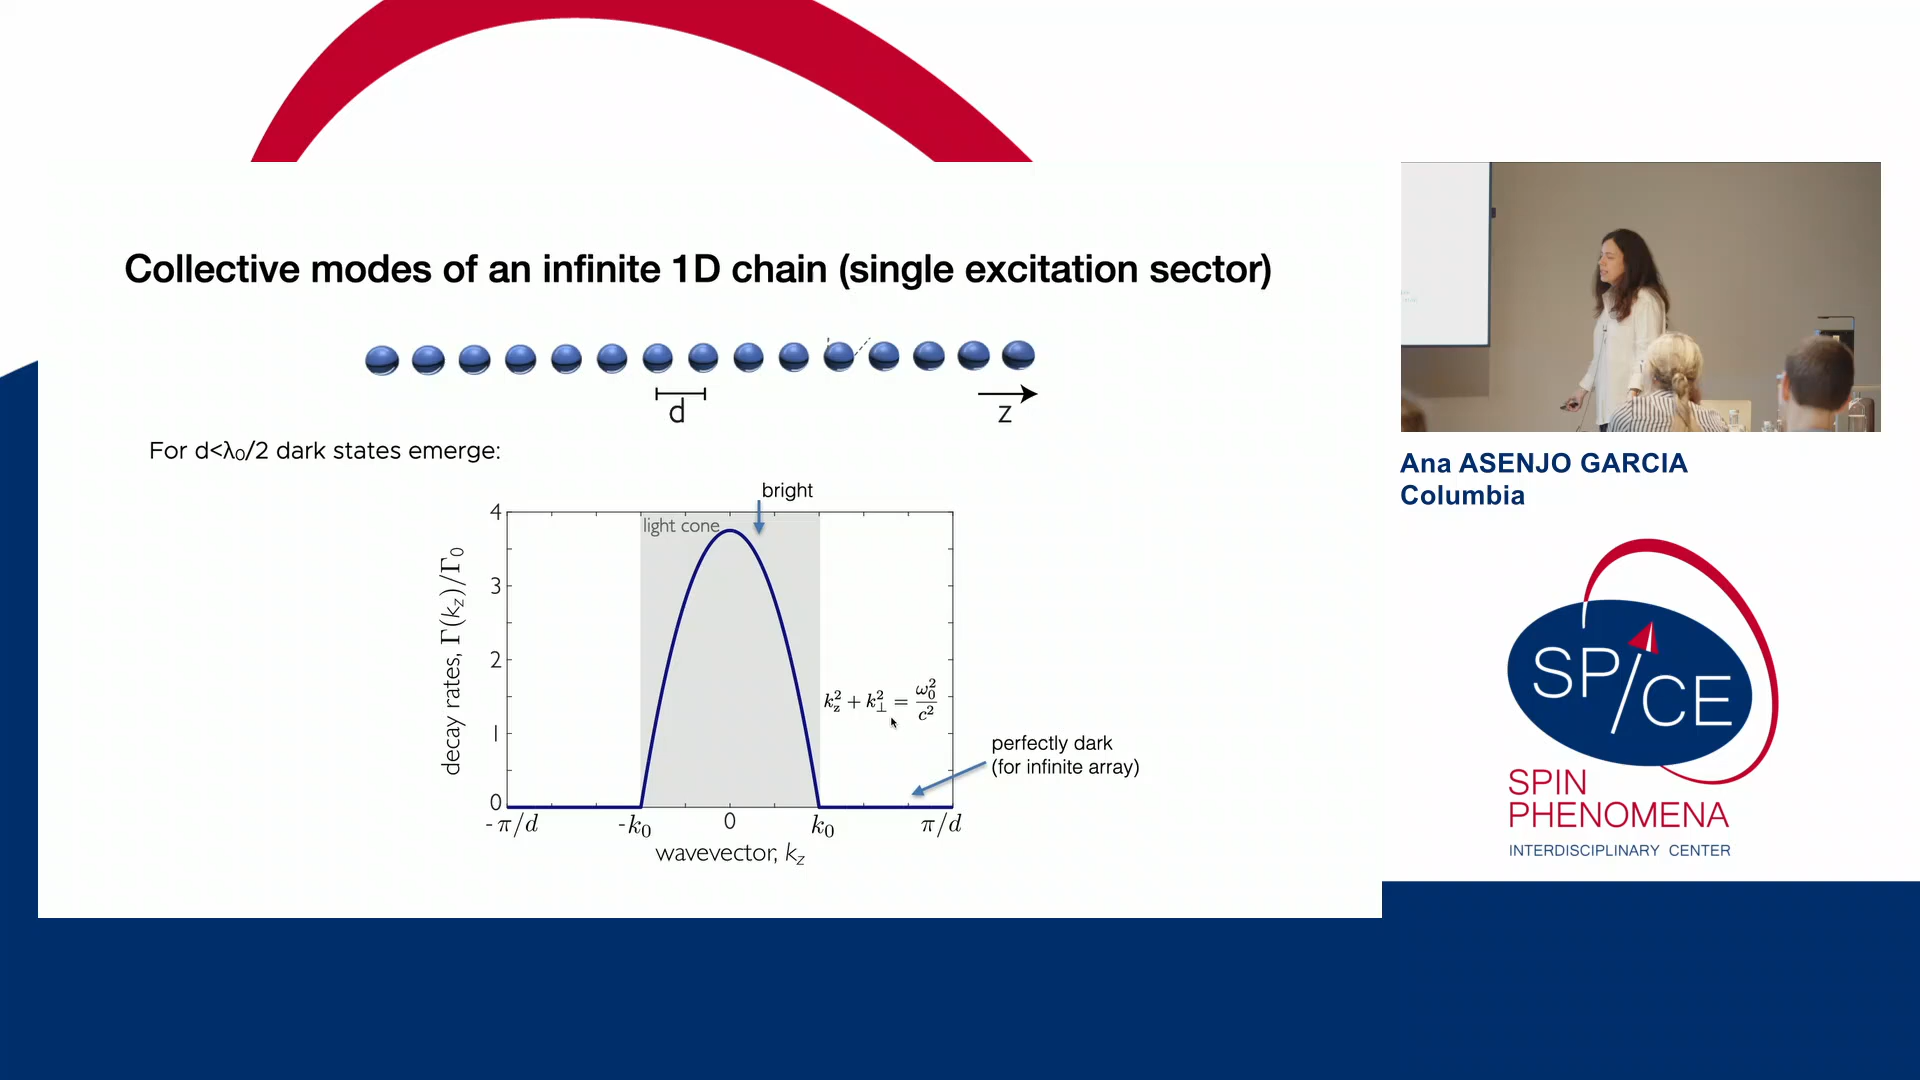 Collective modes of an infinite 1D chain (single excitation sector)
d
z
For d<λ₀/2 dark states emerge:
bright
light cone
4
3
2
1
0
decay rates, Γ(k_z)/Γ₀
k_z² + k_⊥² = ω₀²/c²
perfectly dark
(for infinite array)
-π/d
-k₀
0
k₀
π/d
wavevector, k_z
Ana ASENJO GARCIA
Columbia
SP/CE
SPIN
PHENOMENA
INTERDISCIPLINARY CENTER